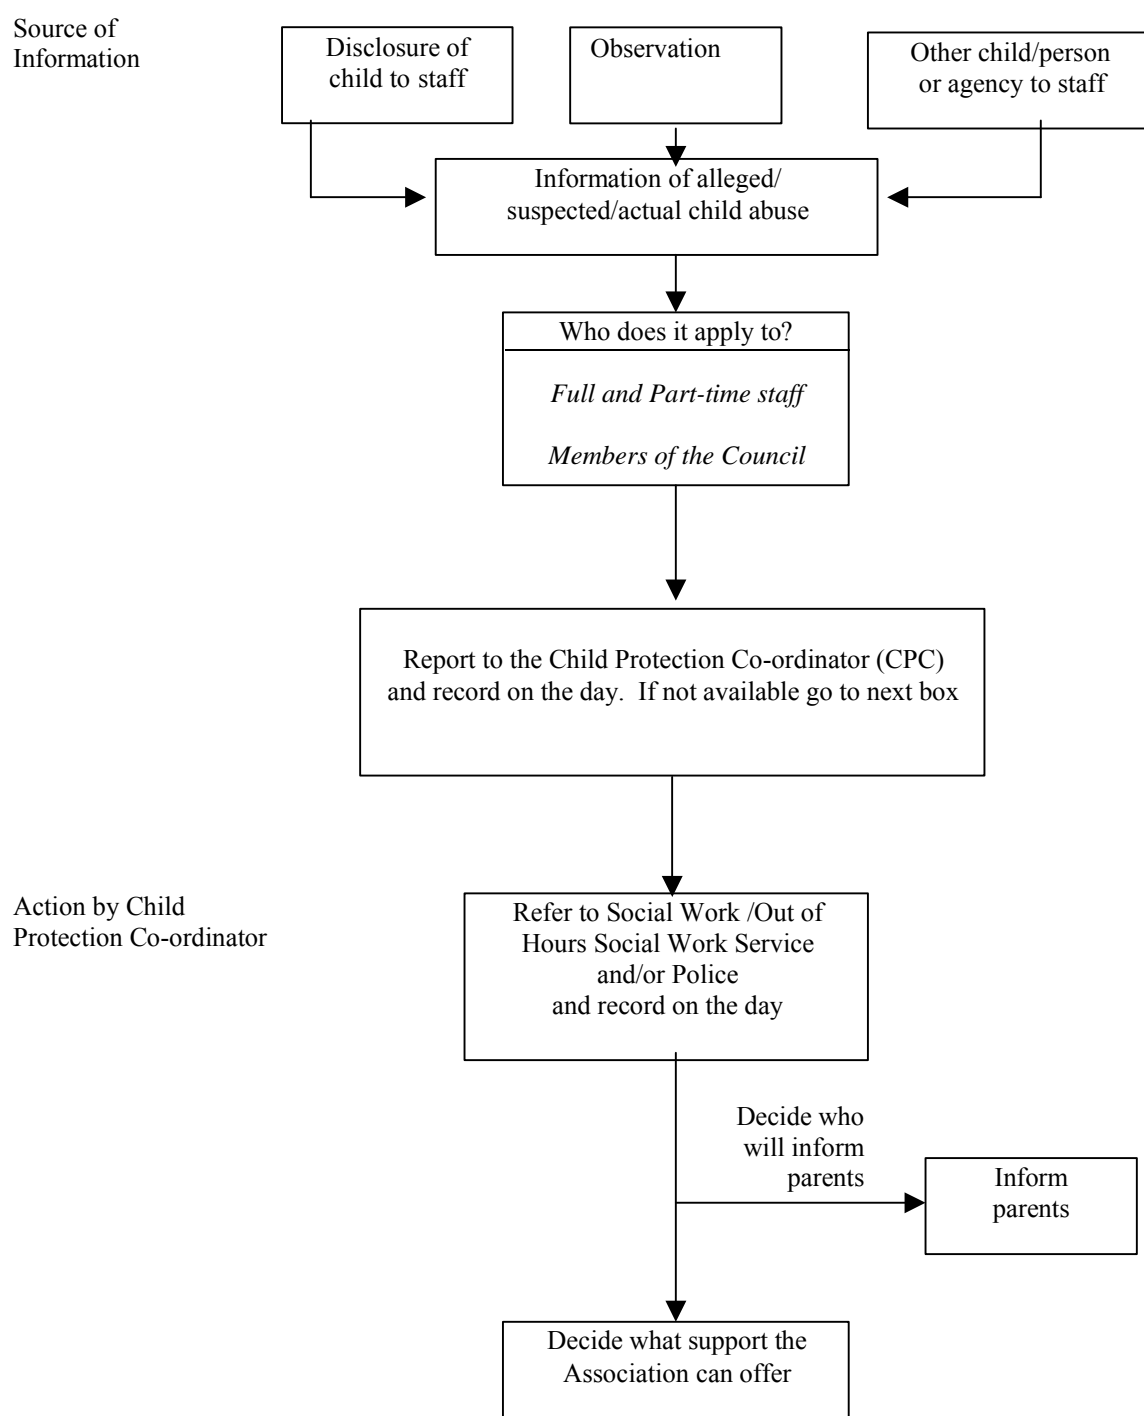 Source of
Information
Disclosure of
child to staff
Observation
Other child/person
or agency to staff
Information of alleged/
suspected/actual child abuse
Who does it apply to?
Full and Part-time staff
Members of the Council
Report to the Child Protection Co-ordinator (CPC)
and record on the day.  If not available go to next box
Action by Child
Protection Co-ordinator
Refer to Social Work /Out of
Hours Social Work Service
and/or Police
and record on the day
Decide who
will inform
parents
Inform
parents
Decide what support the
Association can offer